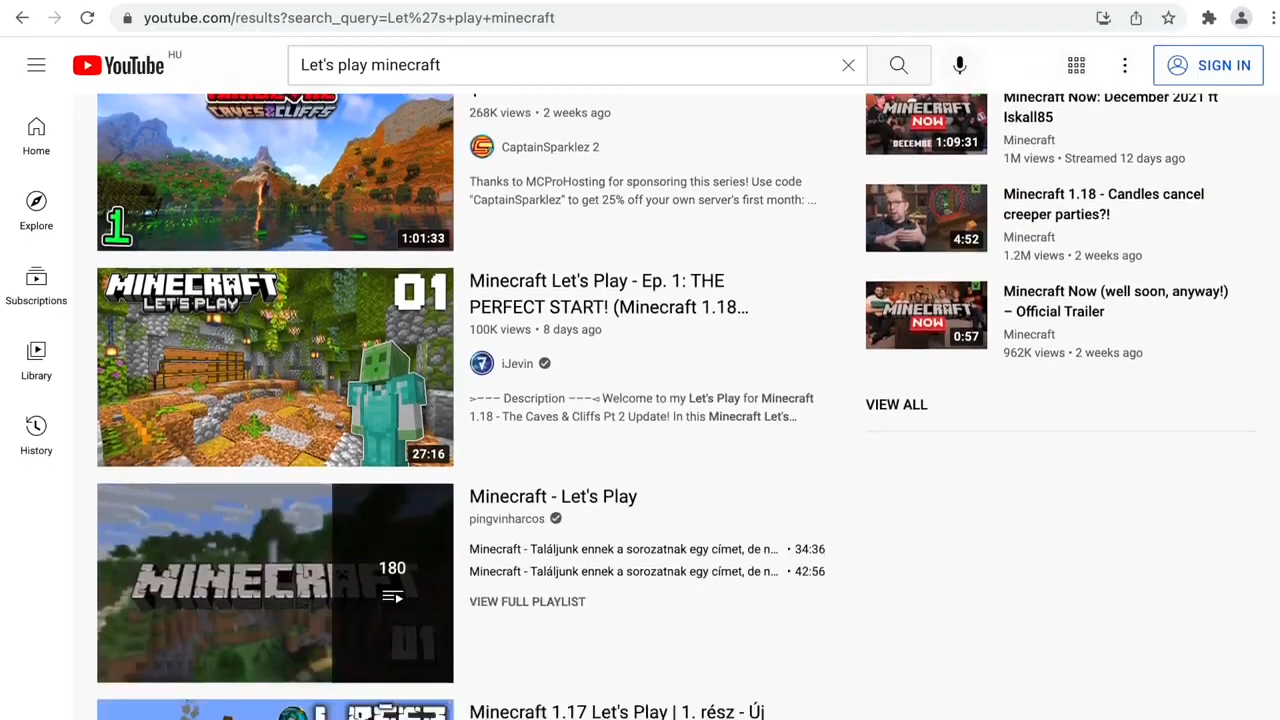 youtube.com/results?search_query=Let%27s+play+minecraft
YouTube HU
Let's play minecraft
SIGN IN
Home
Explore
Subscriptions
Library
History
CAVES&CLIFFS
1
1:01:33
268K views • 2 weeks ago
CaptainSparklez 2
Thanks to MCProHosting for sponsoring this series! Use code
"CaptainSparklez" to get 25% off your own server's first month: ...
MINECRAFT
LET'S PLAY
01
27:16
Minecraft Let's Play - Ep. 1: THE
PERFECT START! (Minecraft 1.18...
100K views • 8 days ago
iJevin
➢−−− Description −−−⊲ Welcome to my Let's Play for Minecraft
1.18 - The Caves & Cliffs Pt 2 Update! In this Minecraft Let's...
MINECRAFT
01
180
Minecraft - Let's Play
pingvinharcos
Minecraft - Találjunk ennek a sorozatnak egy címet, de n... • 34:36
Minecraft - Találjunk ennek a sorozatnak egy címet, de n... • 42:56
VIEW FULL PLAYLIST
Minecraft 1.17 Let's Play | 1. rész - Új
MINECRAFT
NOW
DECEMBER
1:09:31
Minecraft Now: December 2021 ft
Iskall85
Minecraft
1M views • Streamed 12 days ago
4:52
Minecraft 1.18 - Candles cancel
creeper parties?!
Minecraft
1.2M views • 2 weeks ago
MINECRAFT
NOW
0:57
Minecraft Now (well soon, anyway!)
– Official Trailer
Minecraft
962K views • 2 weeks ago
VIEW ALL